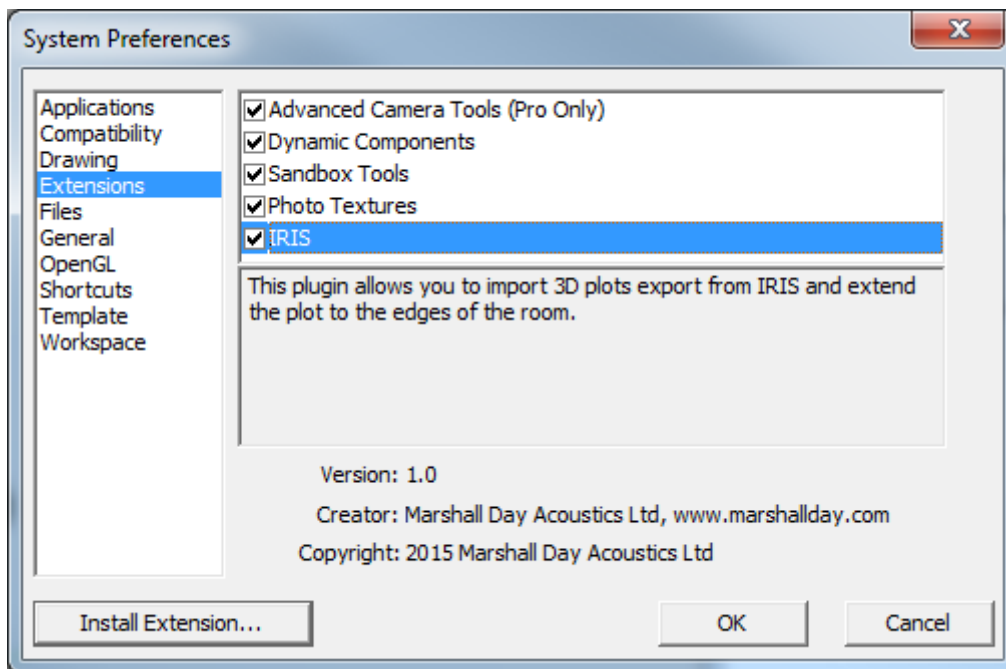 System Preferences
Applications
Compatibility
Drawing
Extensions
Files
General
OpenGL
Shortcuts
Template
Workspace
Advanced Camera Tools (Pro Only)
Dynamic Components
Sandbox Tools
Photo Textures
IRIS
This plugin allows you to import 3D plots export from IRIS and extend
the plot to the edges of the room.
Version: 1.0
Creator: Marshall Day Acoustics Ltd, www.marshallday.com
Copyright: 2015 Marshall Day Acoustics Ltd
Install Extension...
OK
Cancel